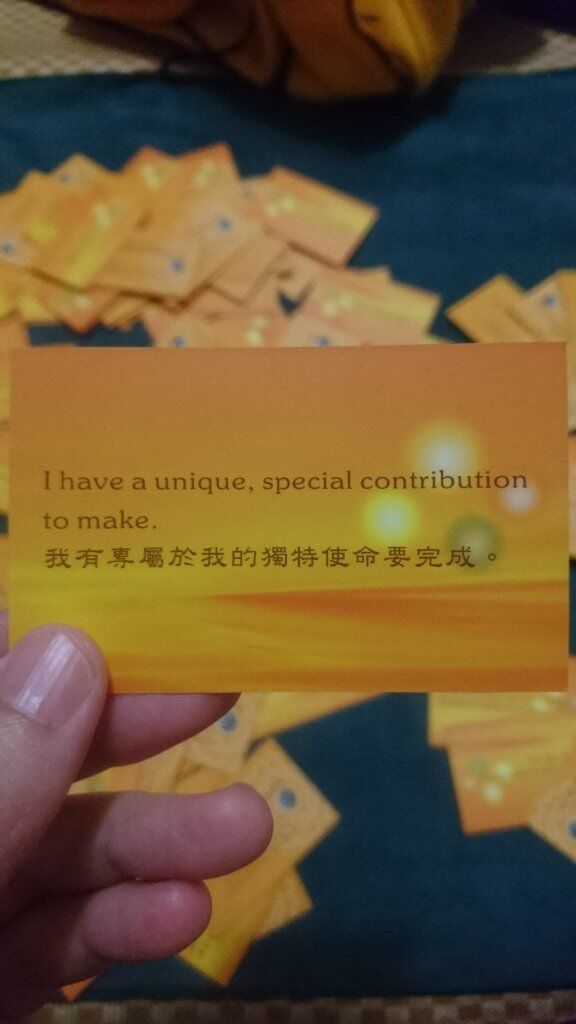 I have a unique, special contribution
to make.
我有專屬於我的獨特使命要完成。